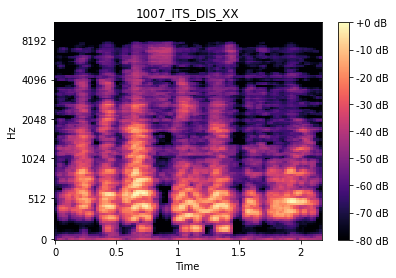 1007_ITS_DIS_XX
+0 dB
8192
-10 dB
4096
-20 dB
-30 dB
2048
Hz
-40 dB
1024
-50 dB
512
-60 dB
-70 dB
0
-80 dB
0
0.5
1
1.5
2
Time